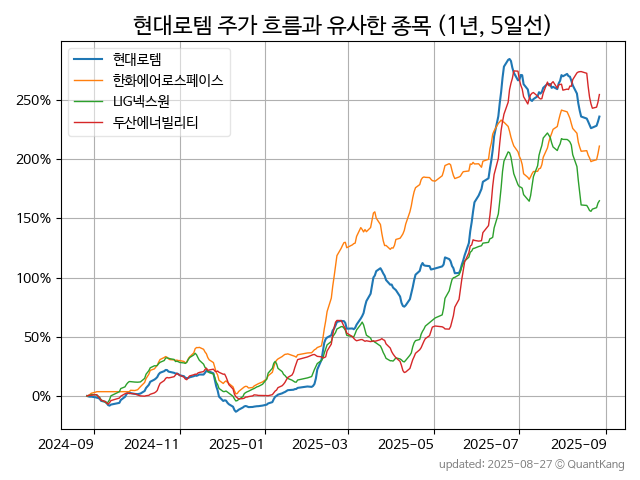 현대로템 주가 흐름과 유사한 종목 (1년, 5일선)
현대로템
한화에어로스페이스
LIG넥스원
두산에너빌리티
250%
200%
150%
100%
50%
0%
2024-09 2024-11 2025-01 2025-03 2025-05 2025-07 2025-09
updated: 2025-08-27 © QuantKang